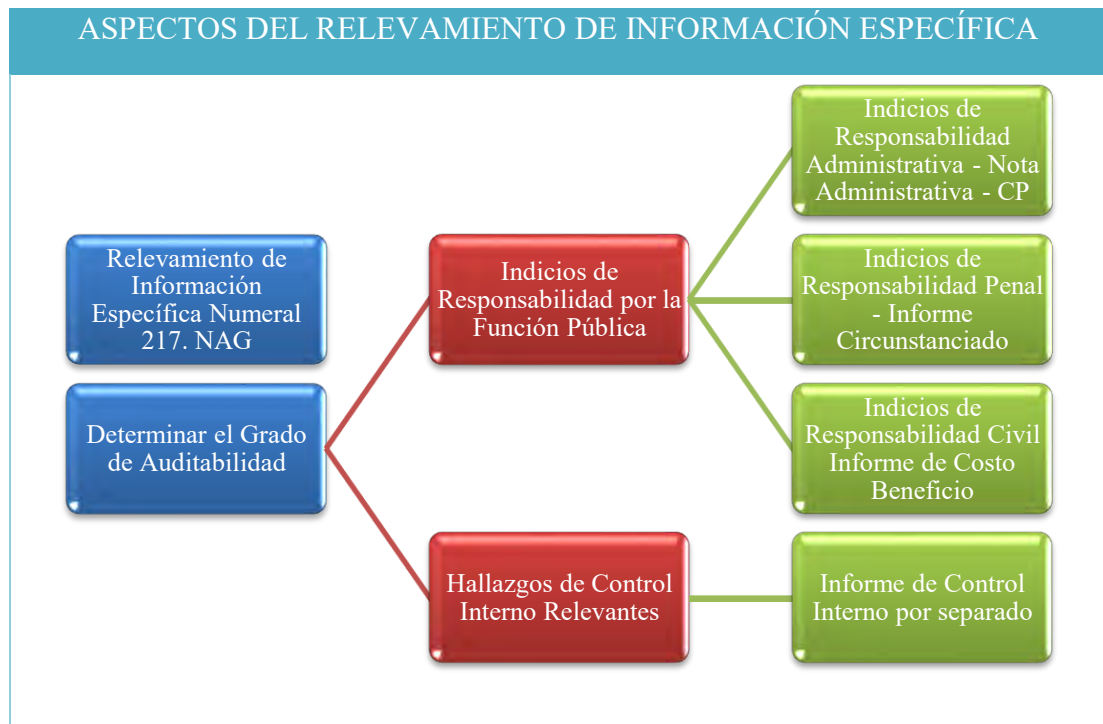 ASPECTOS DEL RELEVAMIENTO DE INFORMACIÓN ESPECÍFICA
Relevamiento de
Información
Específica Numeral
217. NAG
Determinar el Grado
de Auditabilidad
Indicios de
Responsabilidad por la
Función Pública
Hallazgos de Control
Interno Relevantes
Indicios de
Responsabilidad
Administrativa - Nota
Administrativa - CP
Indicios de
Responsabilidad Penal
- Informe
Circunstanciado
Indicios de
Responsabilidad Civil
Informe de Costo
Beneficio
Informe de Control
Interno por separado